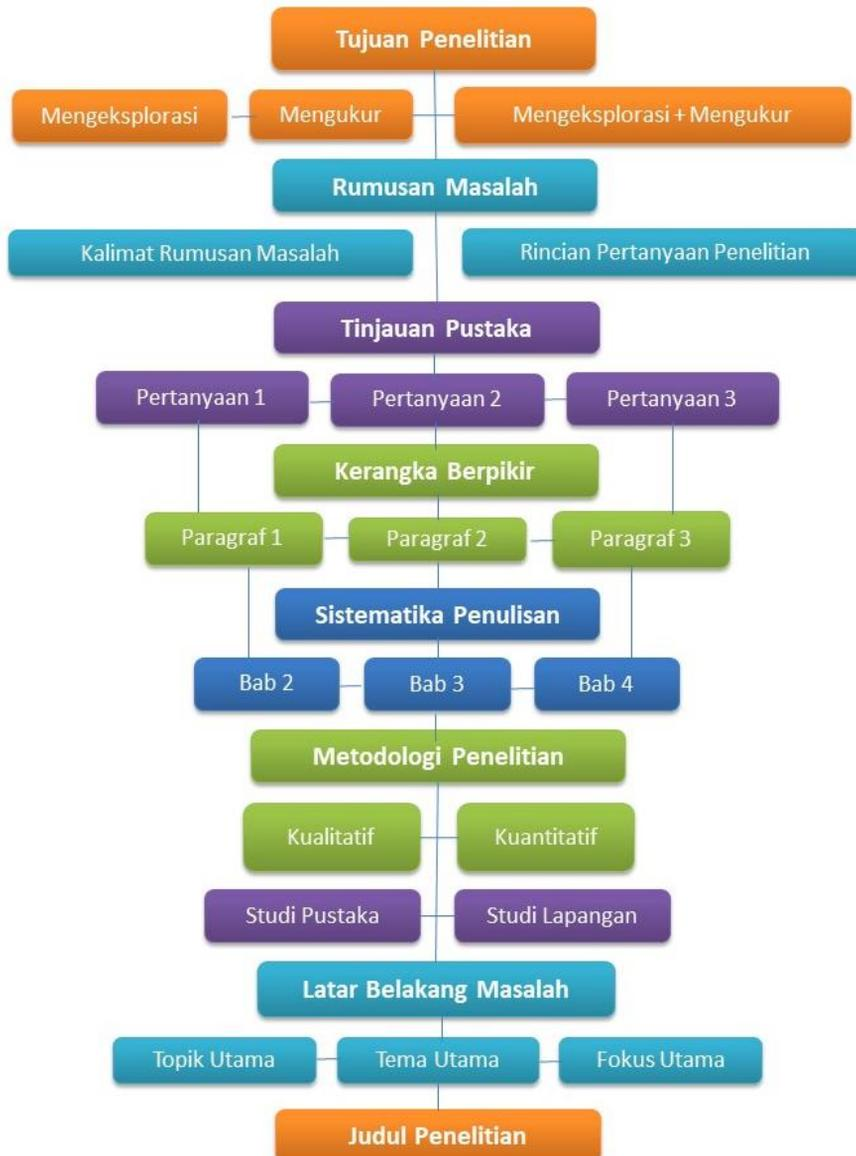 Tujuan Penelitian
Mengeksplorasi
Mengukur
Mengeksplorasi + Mengukur
Rumusan Masalah
Kalimat Rumusan Masalah
Rincian Pertanyaan Penelitian
Tinjauan Pustaka
Pertanyaan 1
Pertanyaan 2
Pertanyaan 3
Kerangka Berpikir
Paragraf 1
Paragraf 2
Paragraf 3
Sistematika Penulisan
Bab 2
Bab 3
Bab 4
Metodologi Penelitian
Kualitatif
Kuantitatif
Studi Pustaka
Studi Lapangan
Latar Belakang Masalah
Topik Utama
Tema Utama
Fokus Utama
Judul Penelitian